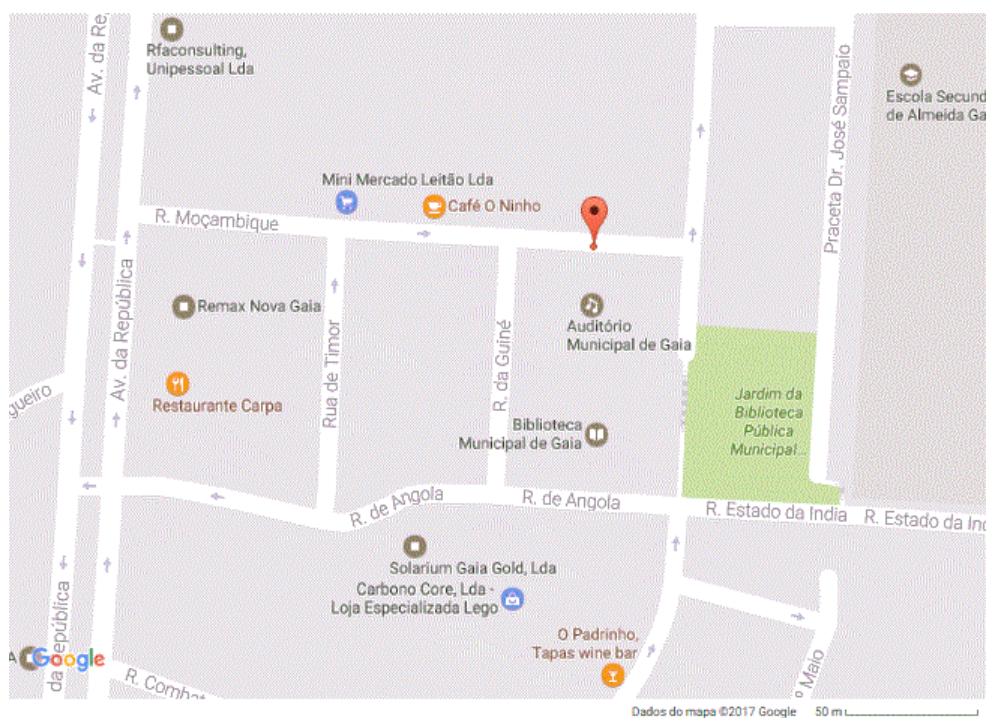 Av. da Re
Rfaconsulting,
Unipessoal Lda
Praceta Dr. José Sampaio
Escola Secund
de Almeida Ga
Mini Mercado Leitão Lda
Café O Ninho
R. Moçambique
Av. da República
Remax Nova Gaia
Rua de Timor
R. da Guiné
Auditório
Municipal de Gaia
gueiro
Restaurante Carpa
Biblioteca
Municipal de Gaia
Jardim da
Biblioteca
Pública
Municipal...
R. de Angola
R. de Angola
R. Estado da India
R. Estado da Ind
Solarium Gaia Gold, Lda
Carbono Core, Lda -
Loja Especializada Lego
O Padrinho,
Tapas wine bar
da República
A
Google
R. Combat
º Maio
Dados do mapa ©2017 Google
50 m